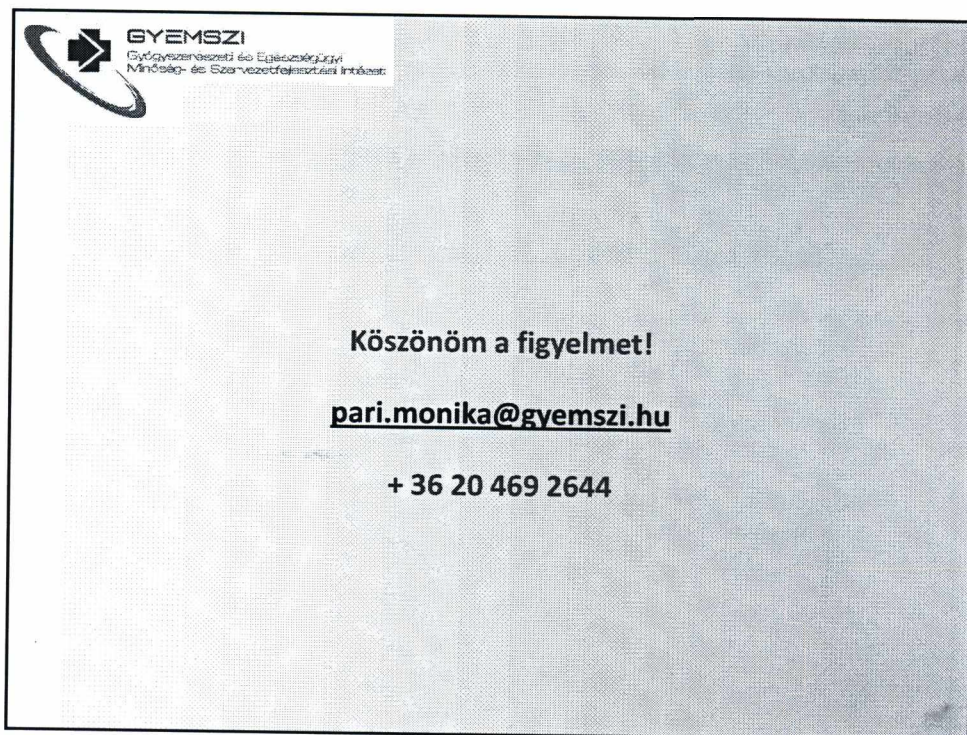 GYEMSZI
Gyógyszerészeti és Egészségügyi
Minőség- és Szervezetfejlesztési Intézet
Köszönöm a figyelmet!
pari.monika@gyemszi.hu
+ 36 20 469 2644